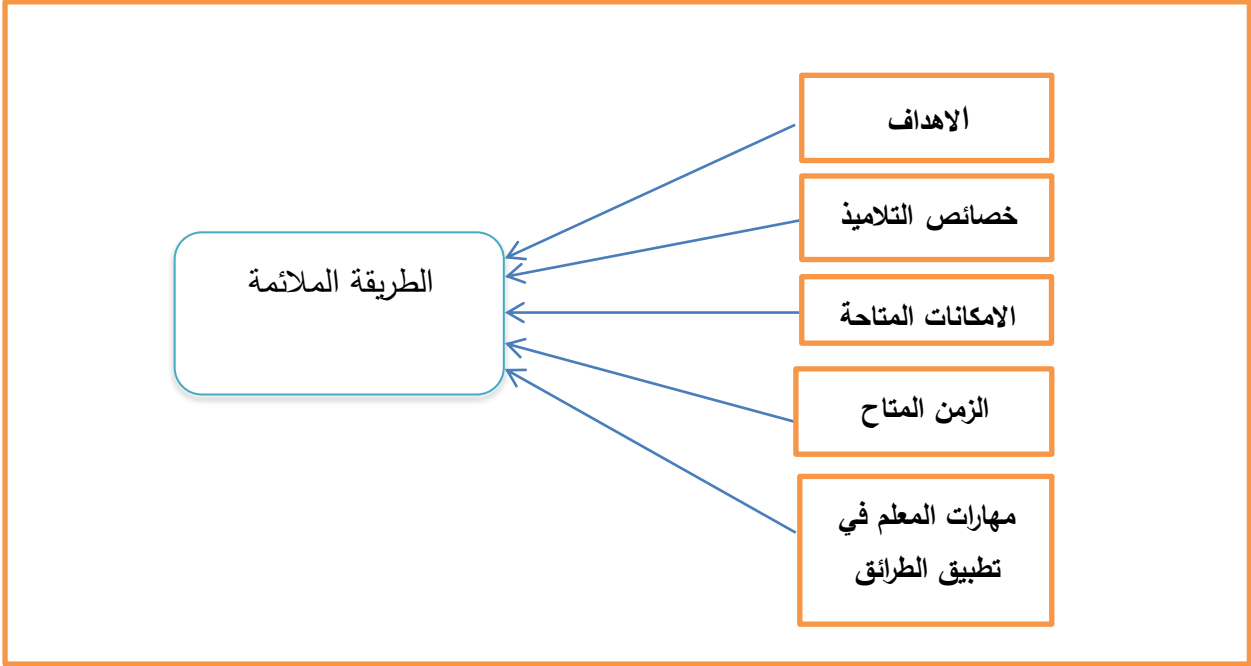 الاهداف
خصائص التلاميذ
الطريقة الملائمة
الامكانات المتاحة
الزمن المتاح
مهارات المعلم في
تطبيق الطرائق